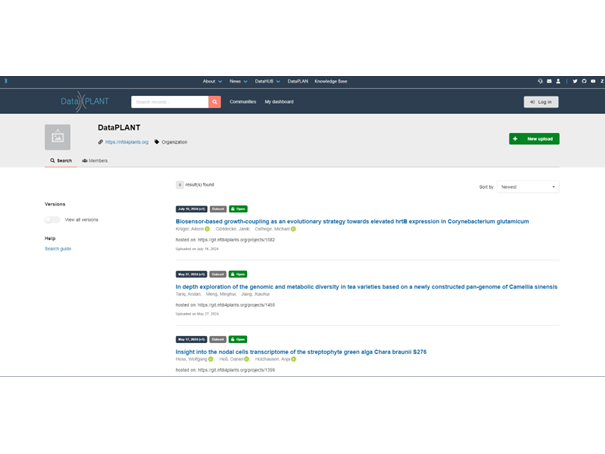 About News DataHUB DataPLAN Knowledge Base
DataPLANT
Search records...
Communities My dashboard
Log in
DataPLANT
https://nfdi4plants.org Organization
New upload
Search Members
result(s) found
Sort by Newest
Versions
View all versions
Help
Search guide
July 16, 2024 (v1) Dataset Open
Biosensor-based growth-coupling as an evolutionary strategy towards elevated hrtB expression in Corynebacterium glutamicum
Krüger, Aileen
hosted on: https://git.nfdi4plants.org/projects/1082
Uploaded on July 16, 2024
May 27, 2024 (v1) Dataset Open
In depth exploration of the genomic and metabolic diversity in tea varieties based on a newly constructed pan-genome of Camellia sinensis
Tariq, Arslan; Meng, Minghui; Jiang, Xiaohui
hosted on: https://git.nfdi4plants.org/projects/1405
Uploaded on May 27, 2024
May 17, 2024 (v1) Dataset Open
Insight into the nodal cells transcriptome of the streptophyte green alga Chara braunii S276
Hess, Wolfgang ; Heß, Daniel ; Holzhausen, Anja
hosted on: https://git.nfdi4plants.org/projects/1399